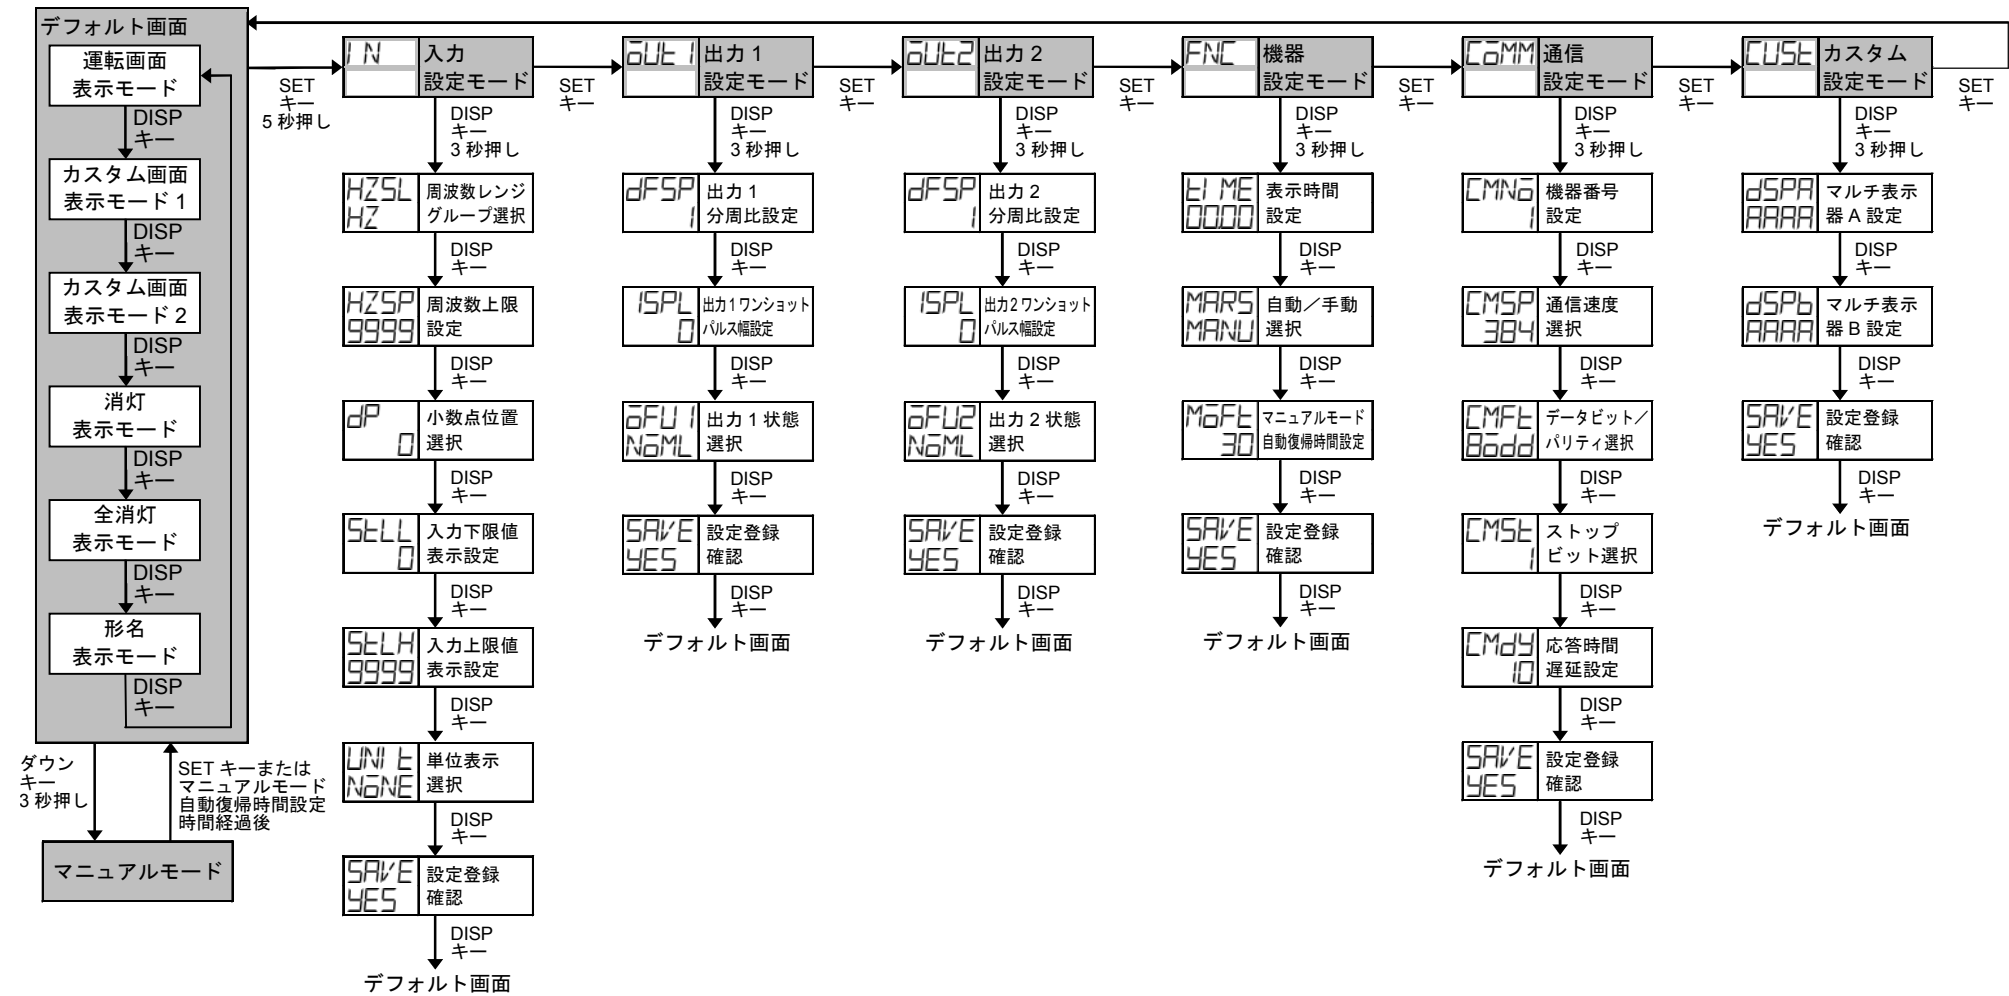 デフォルト画面
運転画面
表示モード
DISP
キー
カスタム画面
表示モード 1
DISP
キー
カスタム画面
表示モード 2
DISP
キー
消灯
表示モード
DISP
キー
全消灯
表示モード
DISP
キー
形名
表示モード
DISP
キー
ダウン
キー
3 秒押し
SET キーまたは
マニュアルモード
自動復帰時間設定
時間経過後
マニュアルモード
SET
キー
5 秒押し
IN
入力
設定モード
DISP
キー
3 秒押し
HZSL
HZ
周波数レンジ
グループ選択
DISP
キー
HZSP
9999
周波数上限
設定
DISP
キー
dP
0
小数点位置
選択
DISP
キー
StLL
0
入力下限値
表示設定
DISP
キー
StLH
9999
入力上限値
表示設定
DISP
キー
UNIt
NōNE
単位表示
選択
DISP
キー
SAVE
YES
設定登録
確認
DISP
キー
デフォルト画面
SET
キー
ōUt1
出力 1
設定モード
DISP
キー
3 秒押し
dFSP
1
出力 1
分周比設定
DISP
キー
1SPL
0
出力1ワンショット
パルス幅設定
DISP
キー
ōFU1
NōML
出力 1 状態
選択
DISP
キー
SAVE
YES
設定登録
確認
DISP
キー
デフォルト画面
SET
キー
ōUt2
出力 2
設定モード
DISP
キー
3 秒押し
dFSP
1
出力 2
分周比設定
DISP
キー
1SPL
0
出力2ワンショット
パルス幅設定
DISP
キー
ōFU2
NōML
出力 2 状態
選択
DISP
キー
SAVE
YES
設定登録
確認
DISP
キー
デフォルト画面
SET
キー
FNC
機器
設定モード
DISP
キー
3 秒押し
tIME
00.00
表示時間
設定
DISP
キー
MARS
MANU
自動／手動
選択
DISP
キー
MōFt
30
マニュアルモード
自動復帰時間設定
DISP
キー
SAVE
YES
設定登録
確認
DISP
キー
デフォルト画面
SET
キー
CōMM
通信
設定モード
DISP
キー
3 秒押し
CMNō
1
機器番号
設定
DISP
キー
CMSP
384
通信速度
選択
DISP
キー
CMFt
8ōdd
データビット／
パリティ選択
DISP
キー
CMSt
1
ストップ
ビット選択
DISP
キー
CMdY
10
応答時間
遅延設定
DISP
キー
SAVE
YES
設定登録
確認
DISP
キー
デフォルト画面
SET
キー
CUSt
カスタム
設定モード
DISP
キー
3 秒押し
dSPA
AAAA
マルチ表示
器 A 設定
DISP
キー
dSPb
AAAA
マルチ表示
器 B 設定
DISP
キー
SAVE
YES
設定登録
確認
DISP
キー
デフォルト画面
SET
キー